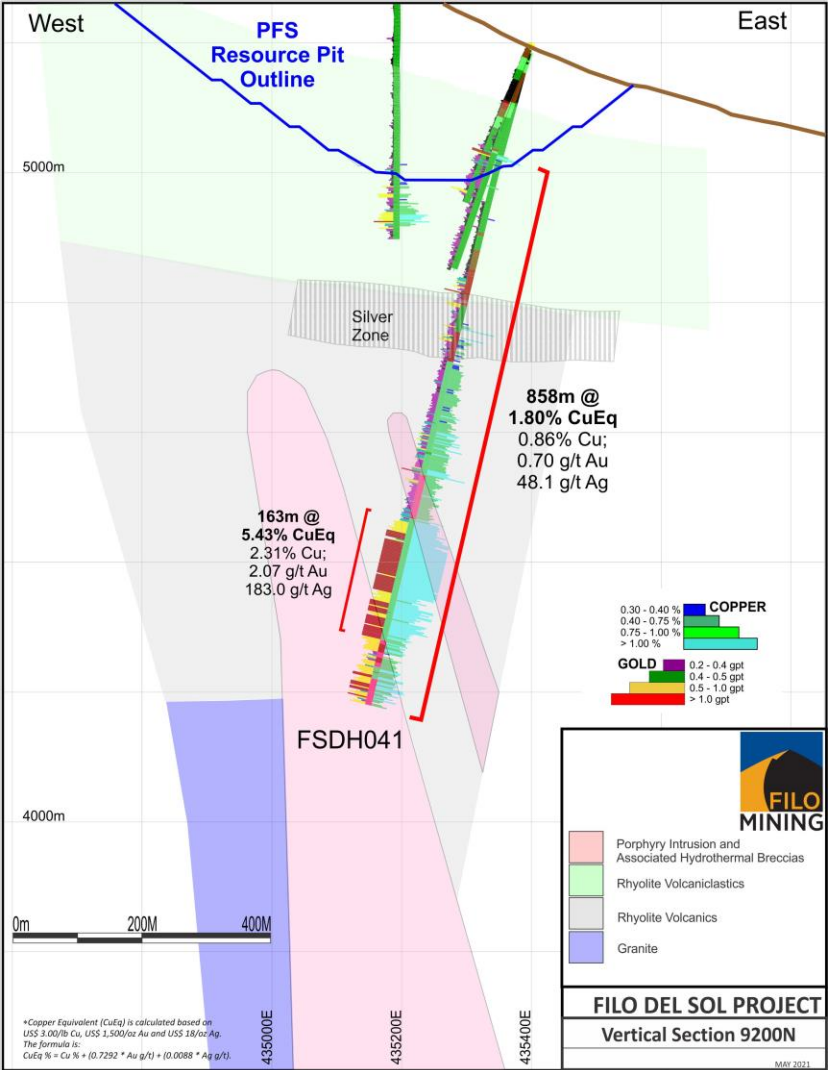 West
East
PFS
Resource Pit
Outline
5000m
Silver
Zone
858m @
1.80% CuEq
0.86% Cu;
0.70 g/t Au
48.1 g/t Ag
163m @
5.43% CuEq
2.31% Cu;
2.07 g/t Au
183.0 g/t Ag
COPPER
0.30 - 0.40 %
0.40 - 0.75 %
0.75 - 1.00 %
> 1.00 %
GOLD
0.2 - 0.4 gpt
0.4 - 0.5 gpt
0.5 - 1.0 gpt
> 1.0 gpt
FSDH041
4000m
FILO
MINING
Porphyry Intrusion and
Associated Hydrothermal Breccias
Rhyolite Volcaniclastics
Rhyolite Volcanics
Granite
0m 200M 400M
435000E
435200E
435400E
FILO DEL SOL PROJECT
Vertical Section 9200N
MAY 2021
*Copper Equivalent (CuEq) is calculated based on
US$ 3.00/lb Cu, US$ 1,500/oz Au and US$ 18/oz Ag.
The formula is:
CuEq % = Cu % + (0.7292 * Au g/t) + (0.0088 * Ag g/t).